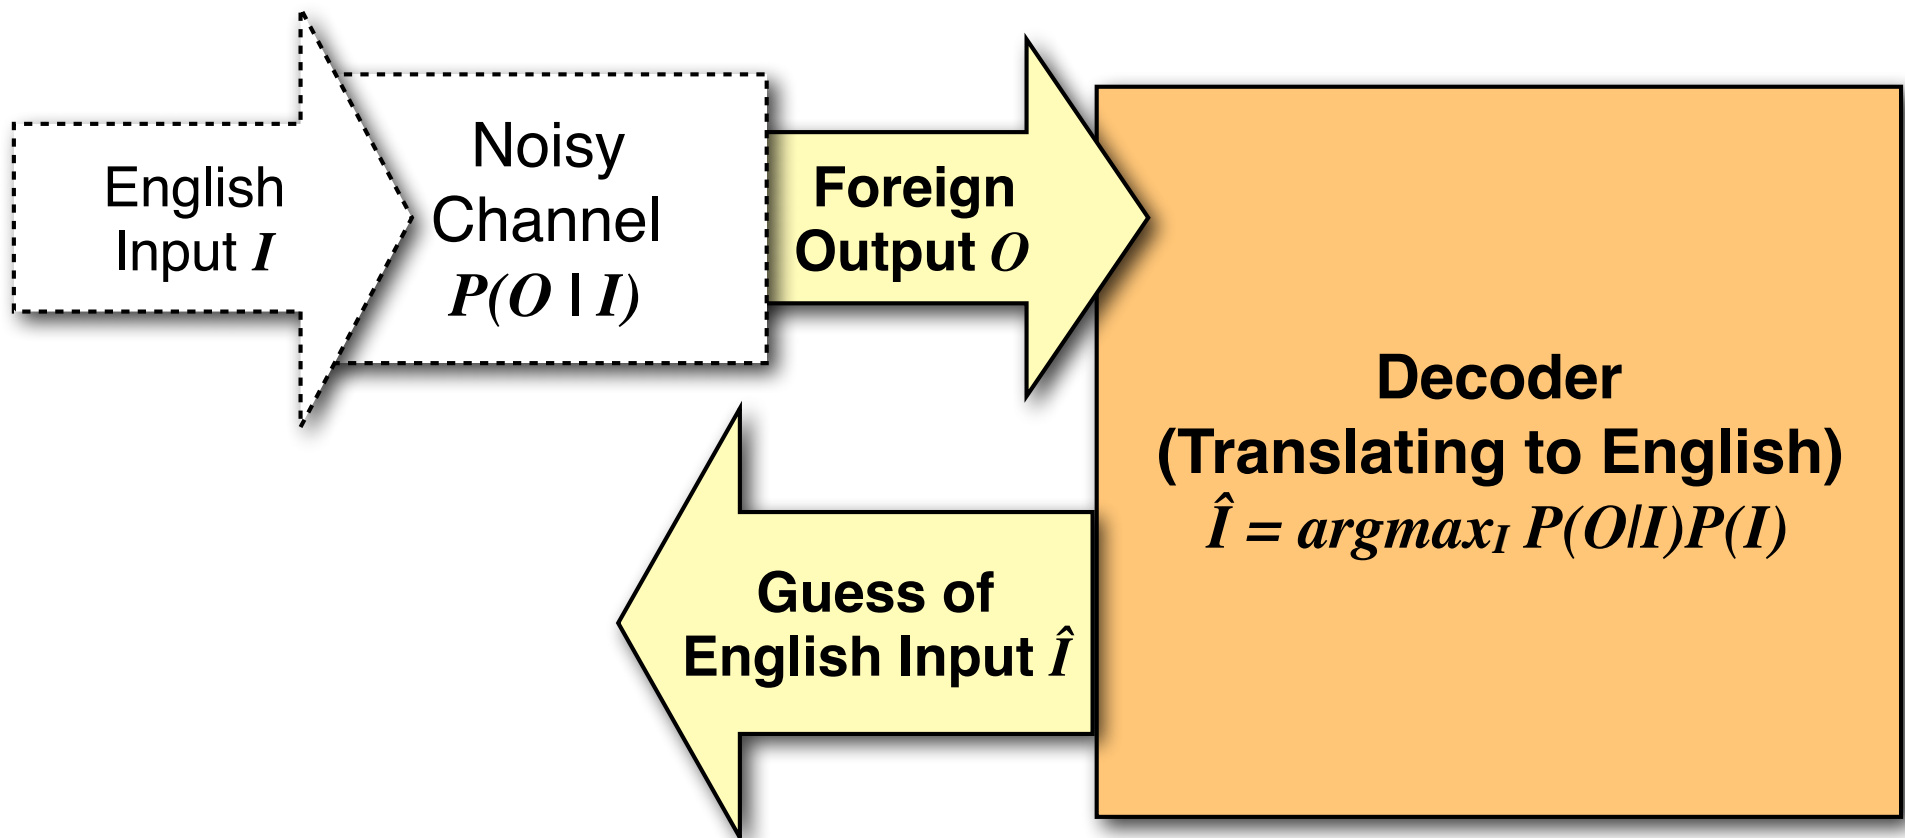 English
Input I
Noisy
Channel
P(O | I)
Foreign
Output O
Decoder
(Translating to English)
Î = argmaxI P(O|I)P(I)
Guess of
English Input Î